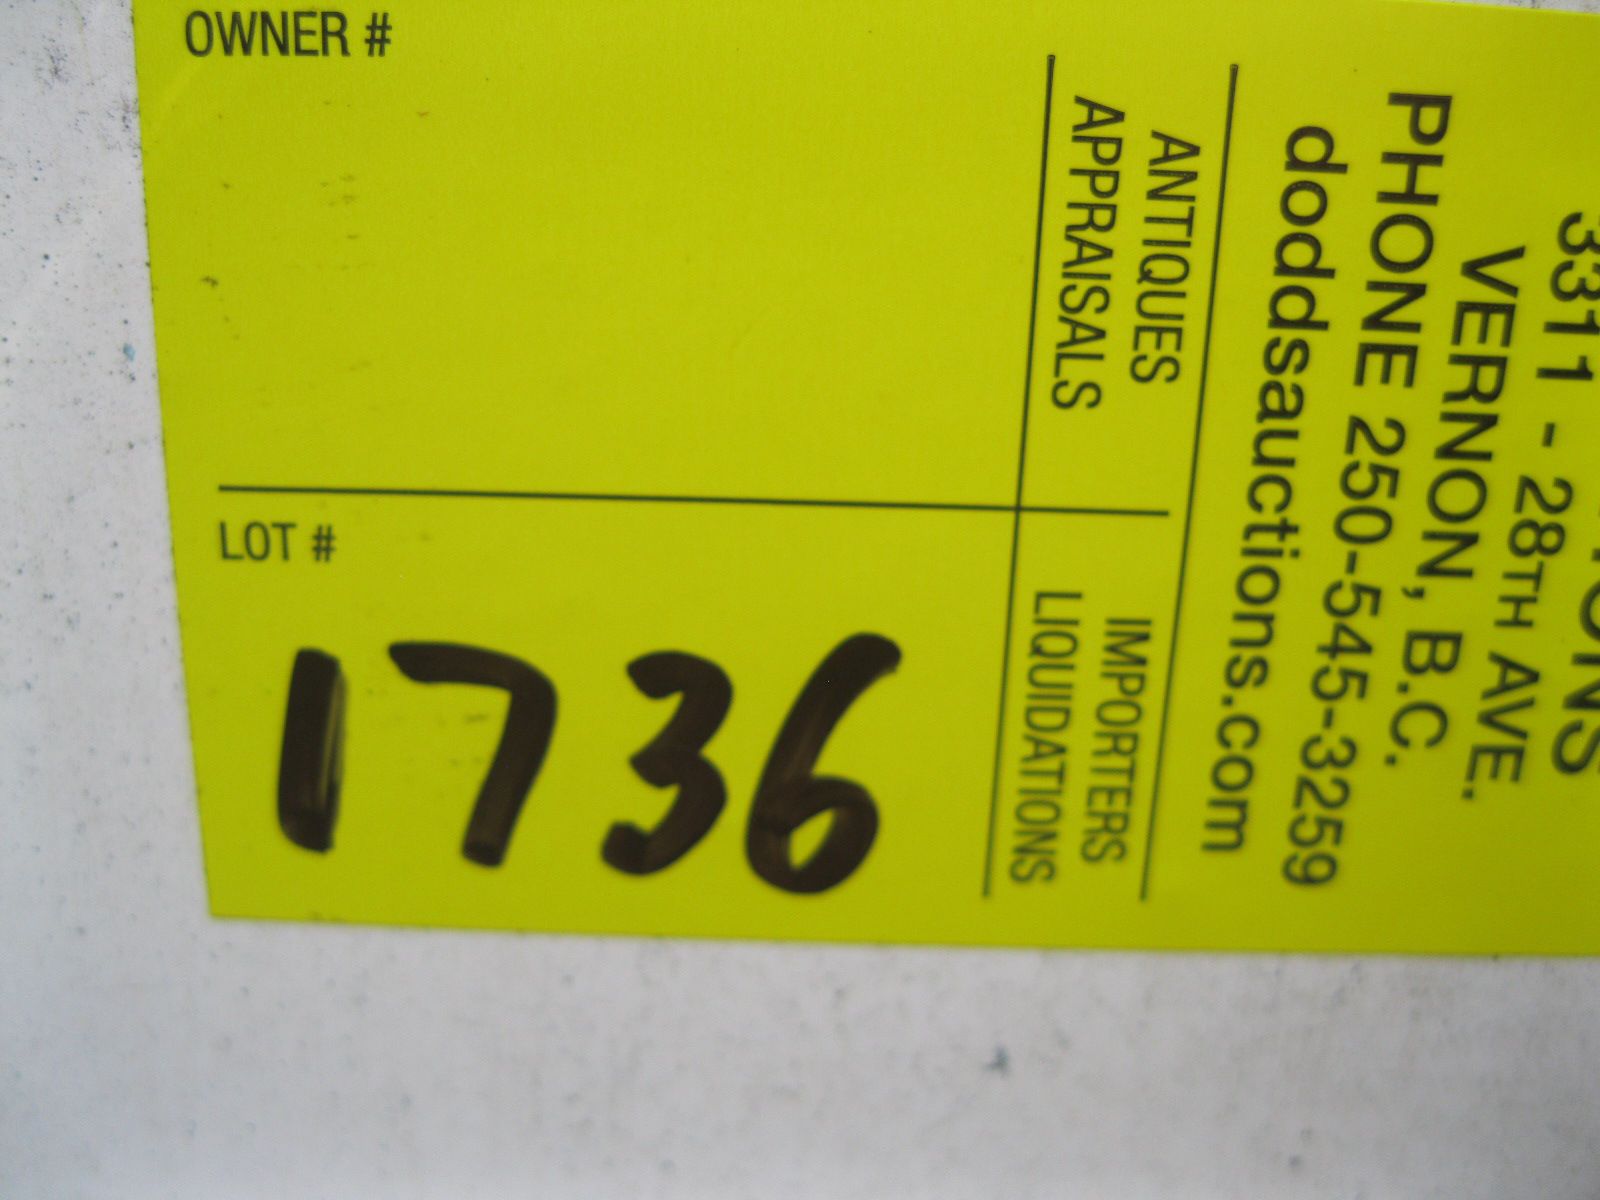 OWNER #
LOT #
1736
3311 - 28TH AVE.
VERNON, B.C.
PHONE 250-545-3259
doddsauctions.com
ANTIQUES
APPRAISALS
IMPORTERS
LIQUIDATIONS